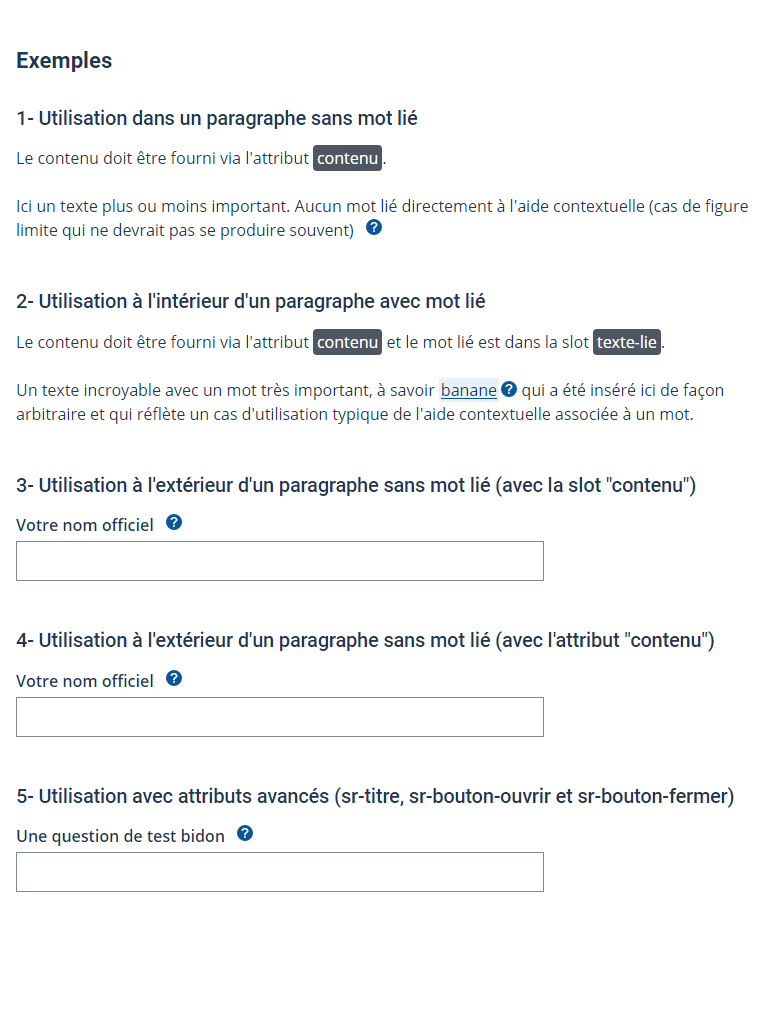 Exemples
1- Utilisation dans un paragraphe sans mot lié
Le contenu doit être fourni via l'attribut contenu.
Ici un texte plus ou moins important. Aucun mot lié directement à l'aide contextuelle (cas de figure
limite qui ne devrait pas se produire souvent) ?
2- Utilisation à l'intérieur d'un paragraphe avec mot lié
Le contenu doit être fourni via l'attribut contenu et le mot lié est dans la slot texte-lie.
Un texte incroyable avec un mot très important, à savoir banane ? qui a été inséré ici de façon
arbitraire et qui réflète un cas d'utilisation typique de l'aide contextuelle associée à un mot.
3- Utilisation à l'extérieur d'un paragraphe sans mot lié (avec la slot "contenu")
Votre nom officiel ?
4- Utilisation à l'extérieur d'un paragraphe sans mot lié (avec l'attribut "contenu")
Votre nom officiel ?
5- Utilisation avec attributs avancés (sr-titre, sr-bouton-ouvrir et sr-bouton-fermer)
Une question de test bidon ?